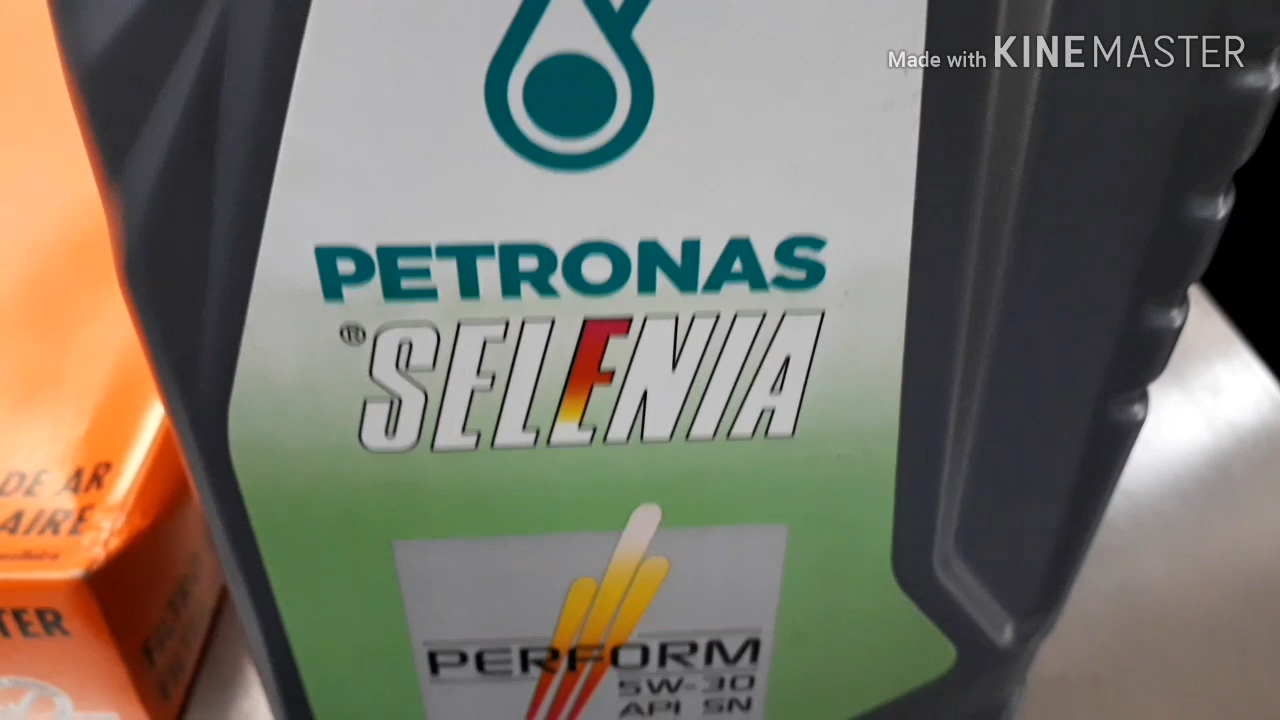 Made with KINEMASTER
PETRONAS
® SELENIA
PERFORM
5W-30
API SN
DE AR
AIRE
TER